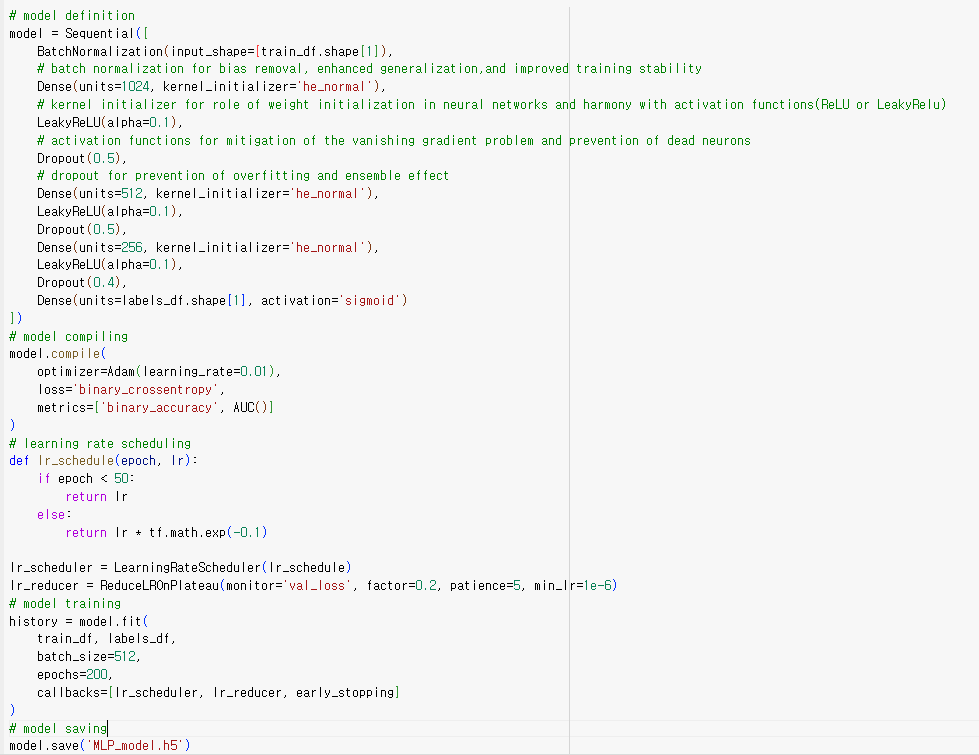 # model definition
model = Sequential([
    BatchNormalization(input_shape=[train_df.shape[1]]),
    # batch normalization for bias removal, enhanced generalization,and improved training stability
    Dense(units=1024, kernel_initializer='he_normal'),
    # kernel initializer for role of weight initialization in neural networks and harmony with activation functions(ReLU or LeakyRelu)
    LeakyReLU(alpha=0.1),
    # activation functions for mitigation of the vanishing gradient problem and prevention of dead neurons
    Dropout(0.5),
    # dropout for prevention of overfitting and ensemble effect
    Dense(units=512, kernel_initializer='he_normal'),
    LeakyReLU(alpha=0.1),
    Dropout(0.5),
    Dense(units=256, kernel_initializer='he_normal'),
    LeakyReLU(alpha=0.1),
    Dropout(0.4),
    Dense(units=labels_df.shape[1], activation='sigmoid')
])
# model compiling
model.compile(
    optimizer=Adam(learning_rate=0.01),
    loss='binary_crossentropy',
    metrics=['binary_accuracy', AUC()]
)
# learning rate scheduling
def lr_schedule(epoch, lr):
    if epoch < 50:
        return lr
    else:
        return lr * tf.math.exp(-0.1)
lr_scheduler = LearningRateScheduler(lr_schedule)
lr_reducer = ReduceLROnPlateau(monitor='val_loss', factor=0.2, patience=5, min_lr=1e-6)
# model training
history = model.fit(
    train_df, labels_df,
    batch_size=512,
    epochs=200,
    callbacks=[lr_scheduler, lr_reducer, early_stopping]
)
# model saving
model.save('MLP_model.h5')